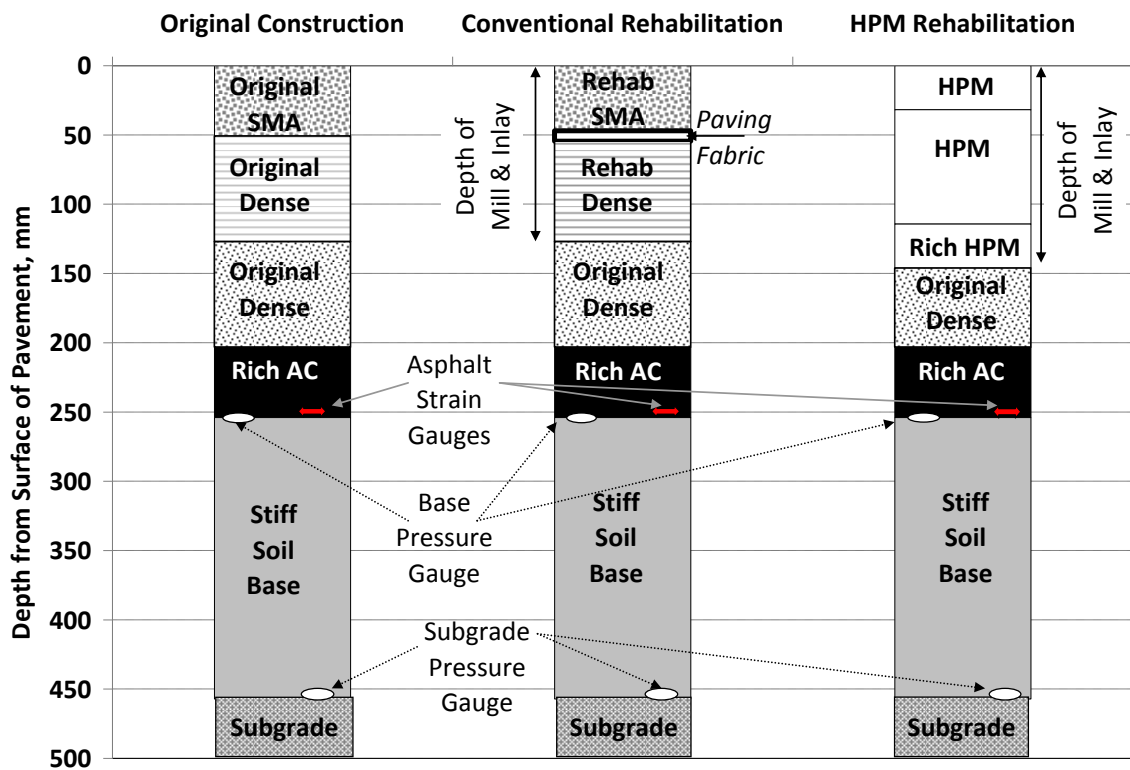 Original Construction
Conventional Rehabilitation
HPM Rehabilitation
Depth from Surface of Pavement, mm
0
50
100
150
200
250
300
350
400
450
500
Original
SMA
Original
Dense
Original
Dense
Rich AC
Stiff
Soil
Base
Subgrade
Depth of
Mill & Inlay
Rehab
SMA
Paving
Fabric
Rehab
Dense
Original
Dense
Rich AC
Stiff
Soil
Base
Subgrade
HPM
HPM
Rich HPM
Original
Dense
Rich AC
Stiff
Soil
Base
Subgrade
Depth of
Mill & Inlay
Asphalt
Strain
Gauges
Base
Pressure
Gauge
Subgrade
Pressure
Gauge